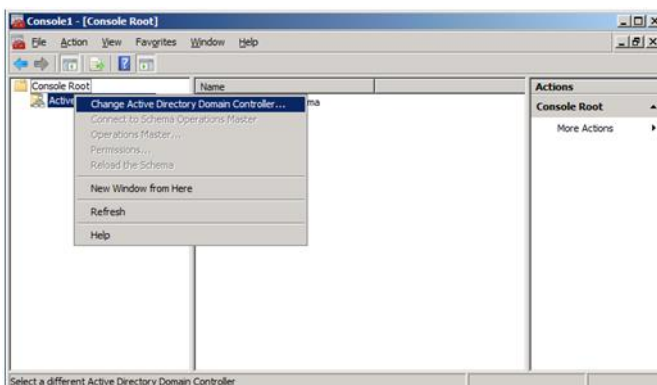 Console1 - [Console Root]
File Action View Favorites Window Help
Console Root
Name
Actions
Active
Change Active Directory Domain Controller...
ma
Console Root
Connect to Schema Operations Master
More Actions
Operations Master...
Permissions...
Reload the Schema
New Window from Here
Refresh
Help
Select a different Active Directory Domain Controller